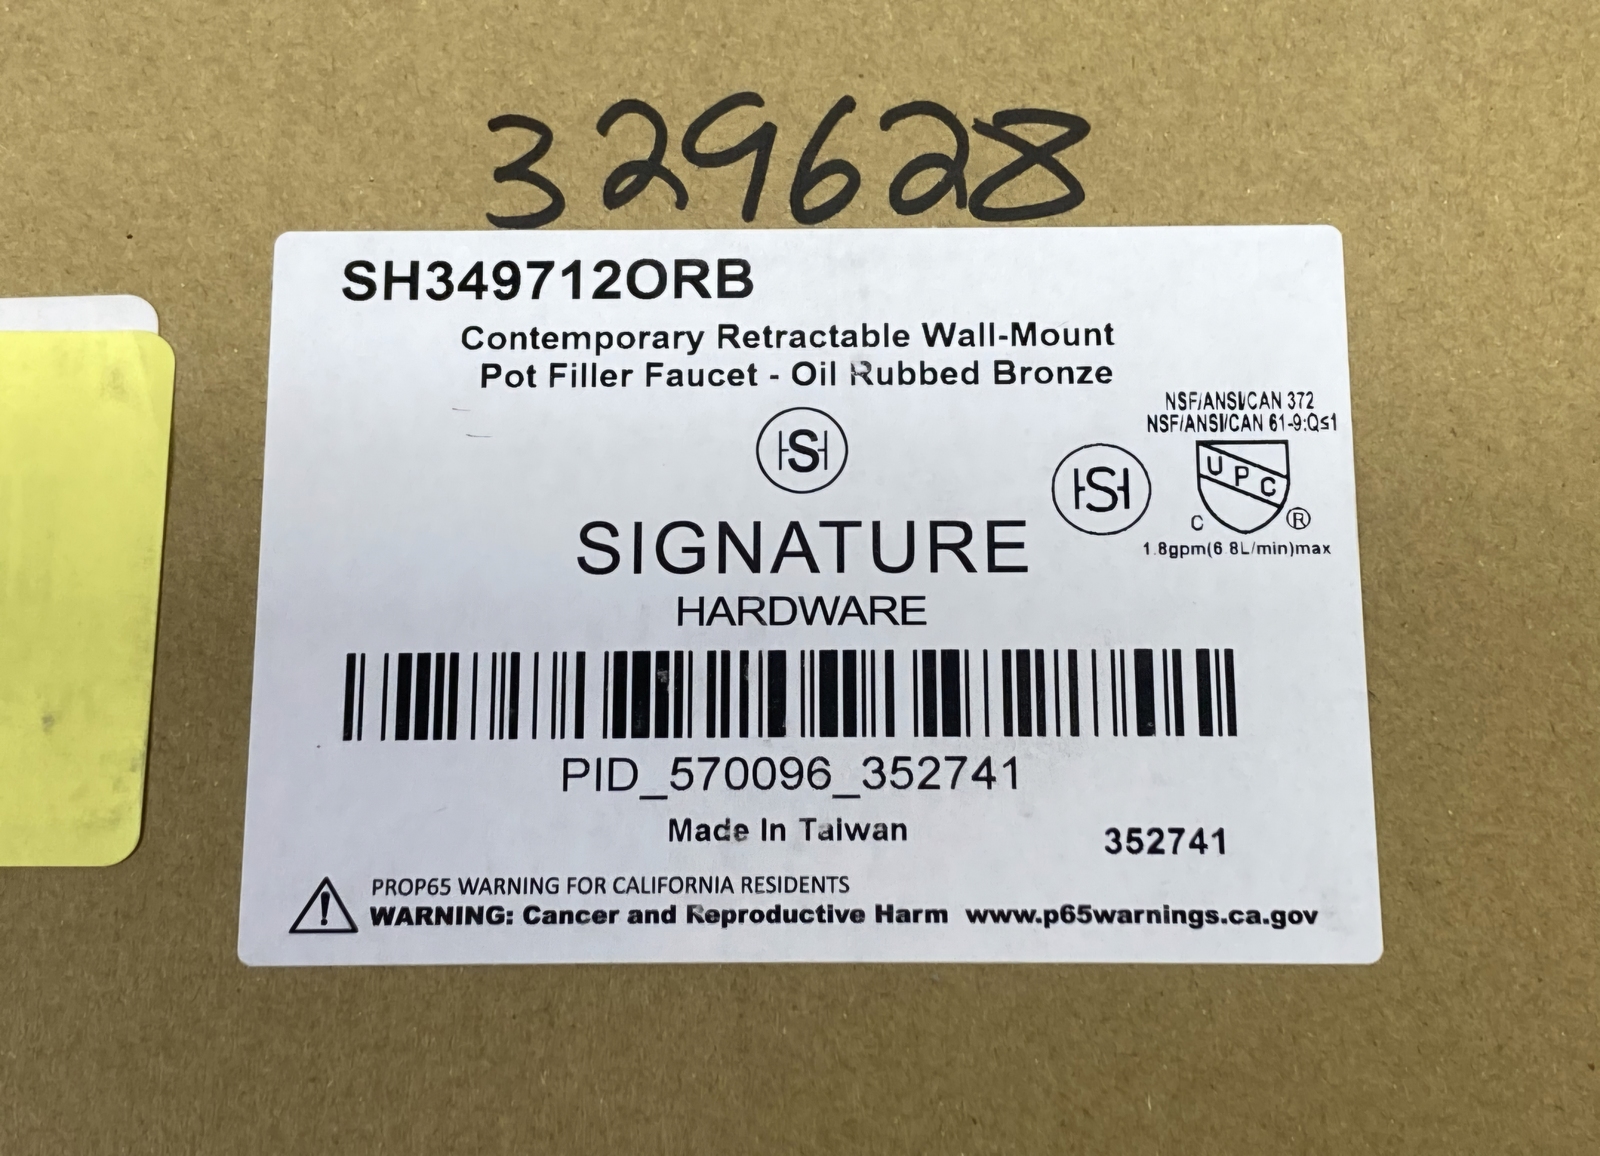 329628
SH349712ORB
Contemporary Retractable Wall-Mount
Pot Filler Faucet - Oil Rubbed Bronze
NSF/ANSI/CAN 372
NSF/ANSI/CAN 61-9:Q≤1
HSH
HSH
UPC
C ®
1.8gpm(6 8L/min)max
SIGNATURE
HARDWARE
PID_570096_352741
Made In Taiwan
352741
PROP65 WARNING FOR CALIFORNIA RESIDENTS
WARNING: Cancer and Reproductive Harm www.p65warnings.ca.gov